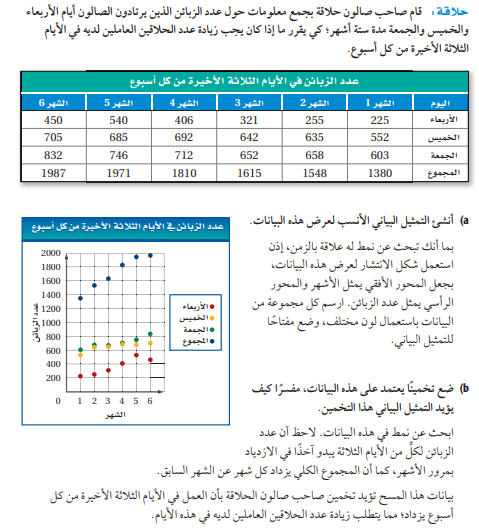 حلاقة: قام صاحب صالون حلاقة بجمع معلومات حول عدد الزبائن الذين يرتادون الصالون أيام الأربعاء
والخميس والجمعة مدة ستة أشهر؛ كي يقرر ما إذا كان يجب زيادة عدد الحلاقين العاملين لديه في الأيام
الثلاثة الأخيرة من كل أسبوع.
عدد الزبائن في الأيام الثلاثة الأخيرة من كل أسبوع
اليوم الشهر 1 الشهر 2 الشهر 3 الشهر 4 الشهر 5 الشهر 6
الأربعاء 225 255 321 406 540 450
الخميس 552 635 642 692 685 705
الجمعة 603 658 652 712 746 832
المجموع 1380 1548 1615 1810 1971 1987
a) أنشئ التمثيل البياني الأنسب لعرض هذه البيانات.
بما أنك تبحث عن نمط له علاقة بالزمن، إذن
استعمل شكل الانتشار لعرض هذه البيانات،
بجعل المحور الأفقي يمثل الأشهر والمحور
الرأسي يمثل عدد الزبائن. ارسم كل مجموعة من
البيانات باستعمال لون مختلف، وضع مفتاحًا
للتمثيل البياني.
عدد الزبائن في الأيام الثلاثة الأخيرة من كل أسبوع
عدد الزبائن
2000
1800
1600
1400
1200
1000
800
600
400
200
0
1 2 3 4 5 6
الشهر
الأربعاء
الخميس
الجمعة
المجموع
b) ضع تخمينًا يعتمد على هذه البيانات، مفسرًا كيف
يؤيد التمثيل البياني هذا التخمين.
ابحث عن نمط في هذه البيانات. لاحظ أن عدد
الزبائن لكلٍّ من الأيام الثلاثة يبدو آخذًا في الازدياد
بمرور الأشهر، كما أن المجموع الكلي يزداد كل شهر عن الشهر السابق.
بيانات هذا المسح تؤيد تخمين صاحب صالون الحلاقة بأن العمل في الأيام الثلاثة الأخيرة من كل
أسبوع يزداد؛ مما يتطلب زيادة عدد الحلاقين العاملين لديه في هذه الأيام.